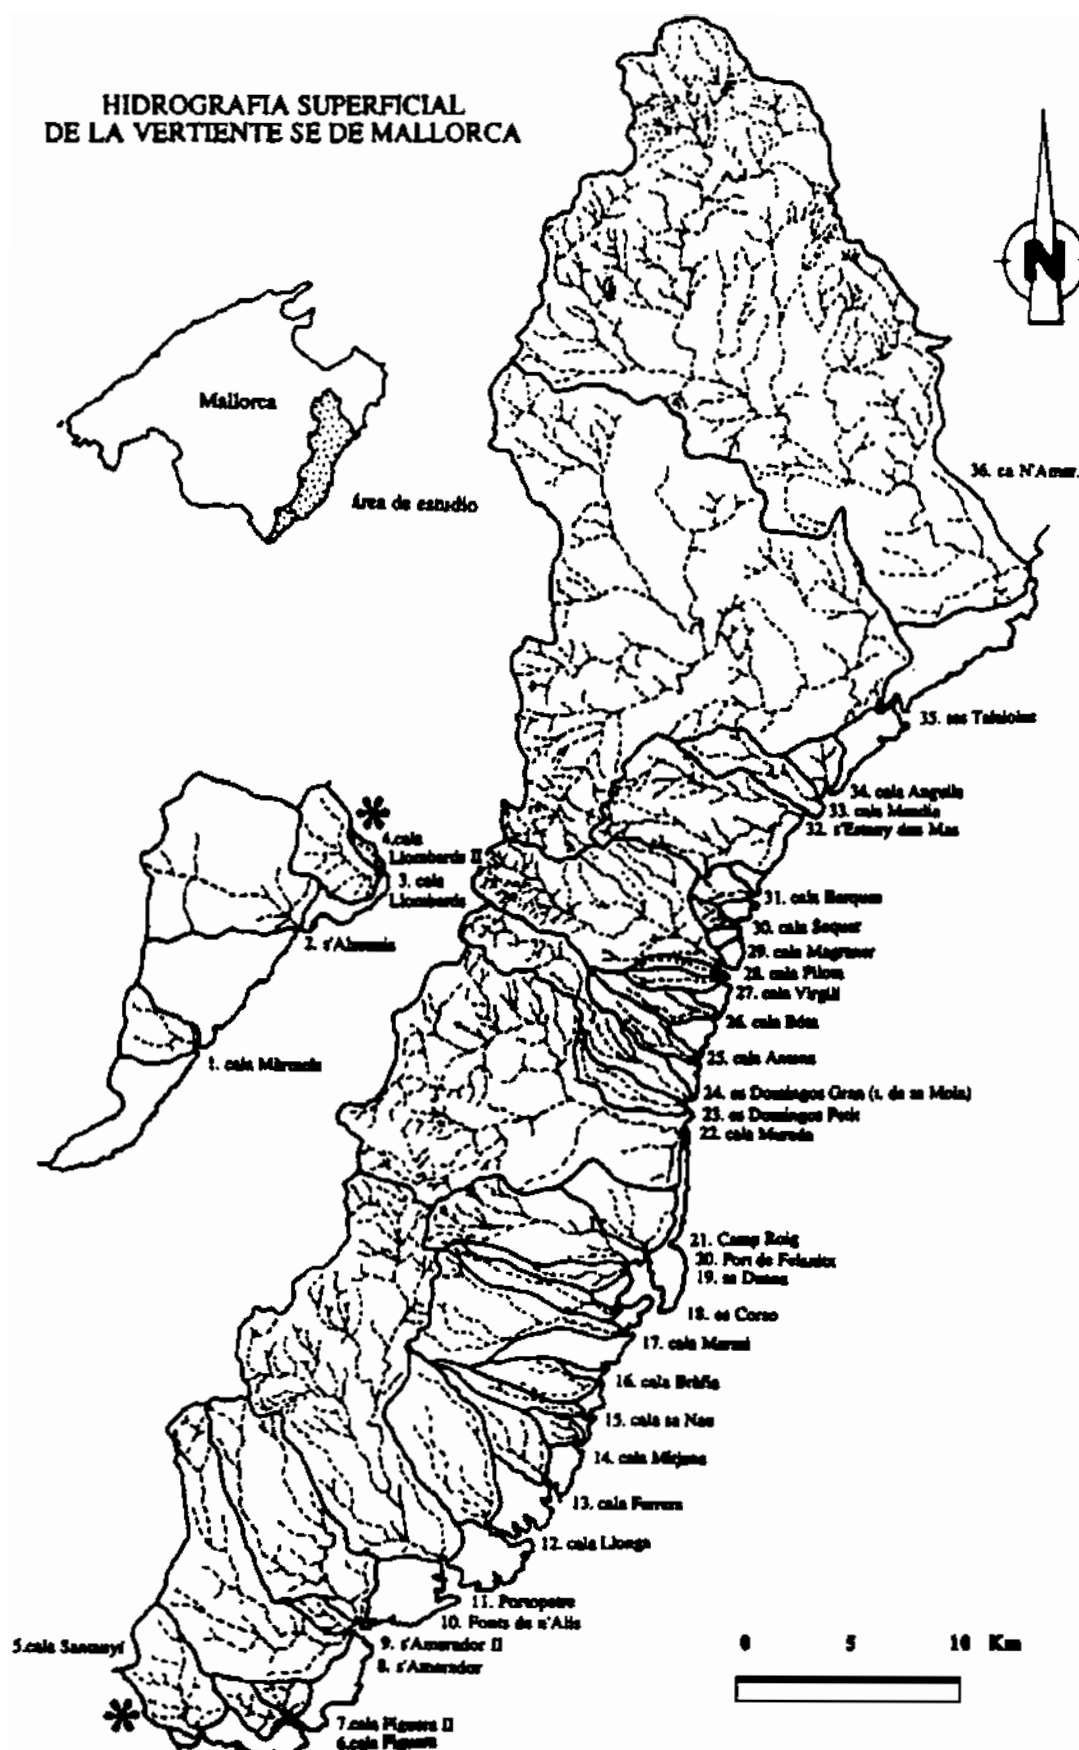 HIDROGRAFIA SUPERFICIAL
DE LA VERTIENTE SE DE MALLORCA
N
Mallorca
Área de estudio
36. ca N'Amer.
35. ses Talaioles
34. cala Anguila
33. cala Mendia
32. s'Estany den Mas
4.cala
Llombards II
3. cala
Llombards
2. s'Almunia
1. cala Màrmols
31. cala Barques
30. cala Sequer
29. cala Magraner
28. cala Pilota
27. cala Virgili
26. cala Bóta
25. cala Antena
24. es Domingos Gran (t. de sa Mola)
23. es Domingos Petit
22. cala Murada
21. Camp Roig
20. Port de Felanitx
19. sa Duana
18. es Corso
17. cala Marsal
16. cala Bràfia
15. cala sa Nau
14. cala Mitjana
13. cala Ferrera
12. cala Llonga
11. Portopetro
10. Fonts de n'Alis
9. s'Amarador II
8. s'Amarador
5.cala Santanyí
7.cala Figuera II
6.cala Figuera
0 5 10 Km